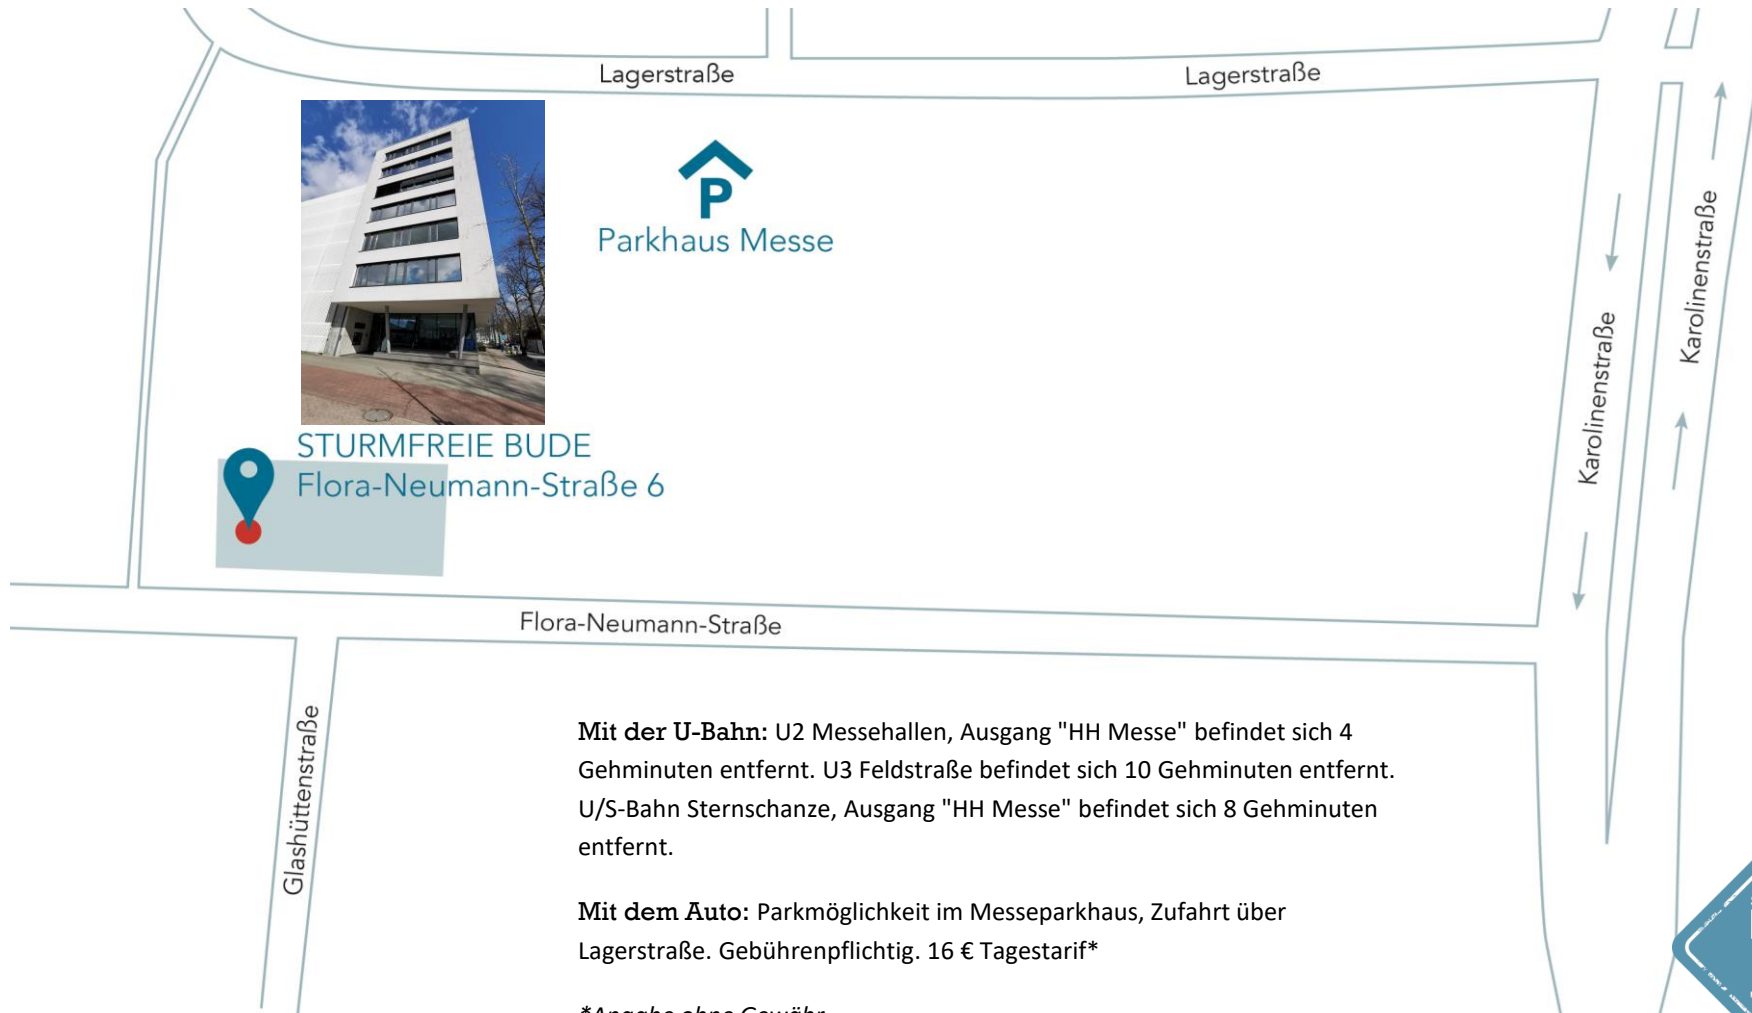 Lagerstraße
Lagerstraße
P
Parkhaus Messe
Karolinenstraße
Karolinenstraße
STURMFREIE BUDE
Flora-Neumann-Straße 6
Flora-Neumann-Straße
Glashüttenstraße
Mit der U-Bahn: U2 Messehallen, Ausgang "HH Messe" befindet sich 4
Gehminuten entfernt. U3 Feldstraße befindet sich 10 Gehminuten entfernt.
U/S-Bahn Sternschanze, Ausgang "HH Messe" befindet sich 8 Gehminuten
entfernt.
Mit dem Auto: Parkmöglichkeit im Messeparkhaus, Zufahrt über
Lagerstraße. Gebührenpflichtig. 16 € Tagestarif*
*Angabe ohne Gewähr